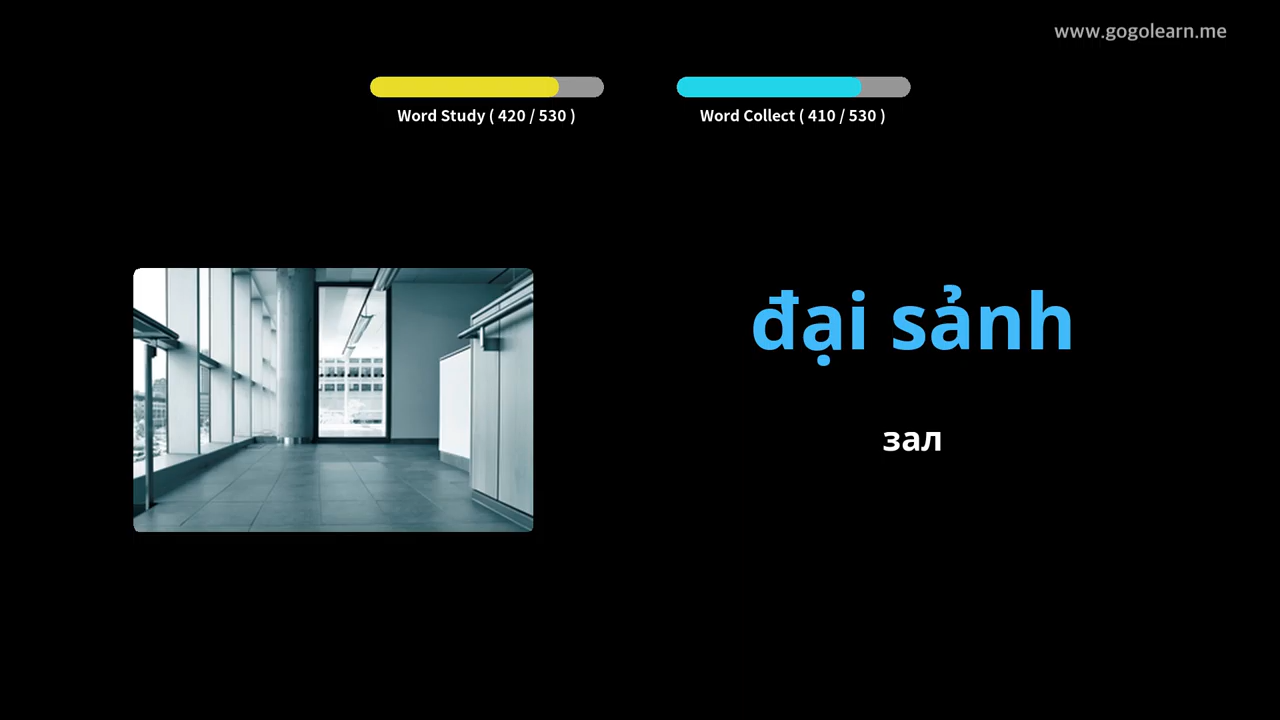 www.gogolearn.me
Word Study ( 420 / 530 )
Word Collect ( 410 / 530 )
đại sảnh
зал